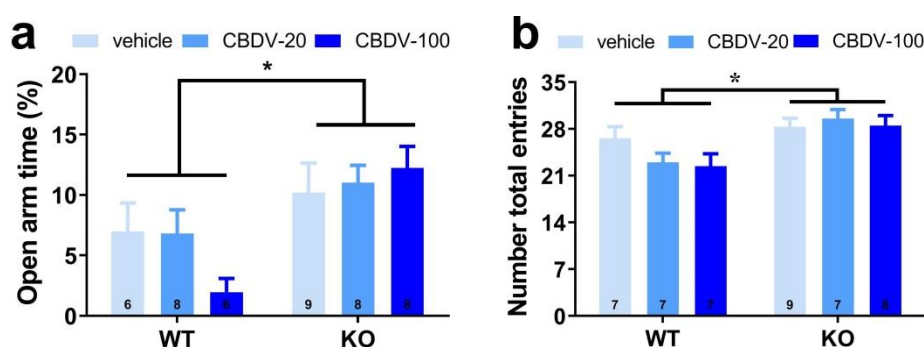 a
vehicle CBDV-20 CBDV-100
Open arm time (%)
20
15
10
5
0
*
6 8 6 9 8 8
WT KO
b
vehicle CBDV-20 CBDV-100
Number total entries
35
28
21
14
7
0
*
7 7 7 9 7 8
WT KO